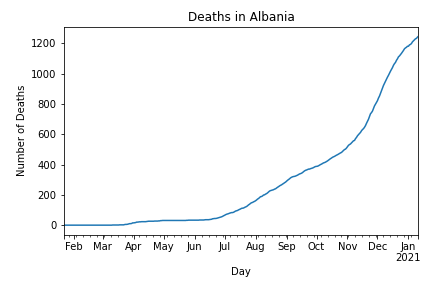 Deaths in Albania
1200
1000
800
600
400
200
0
Number of Deaths
Feb Mar Apr May Jun Jul Aug Sep Oct Nov Dec Jan
2021
Day